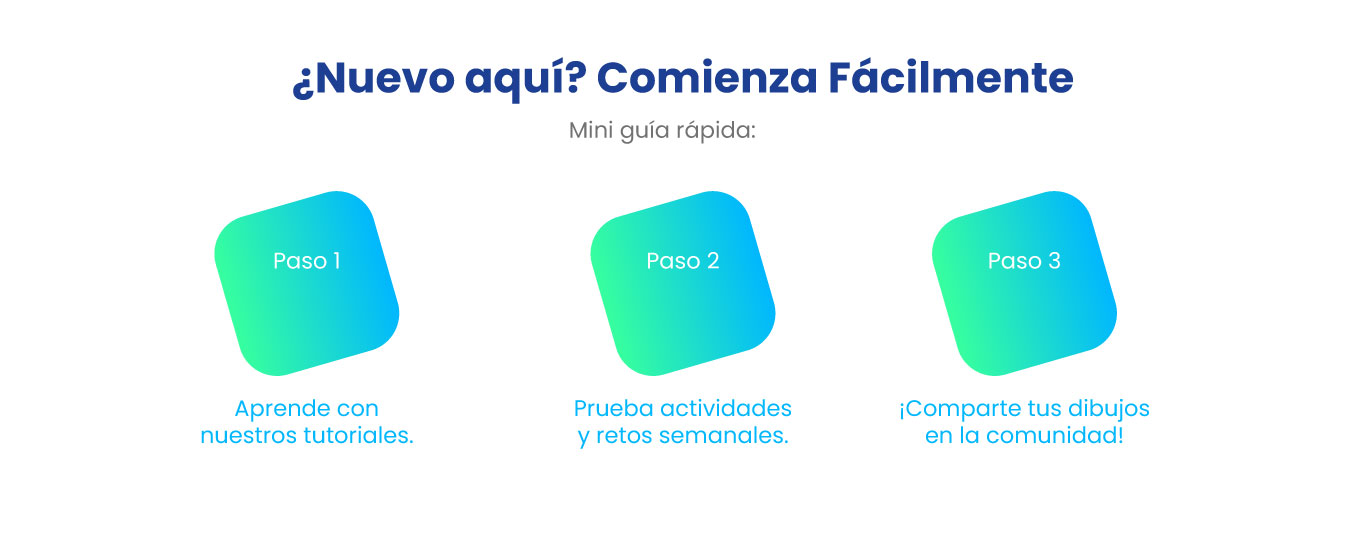 ¿Nuevo aquí? Comienza Fácilmente
Mini guía rápida:
Paso 1
Paso 2
Paso 3
Aprende con
nuestros tutoriales.
Prueba actividades
y retos semanales.
¡Comparte tus dibujos
en la comunidad!